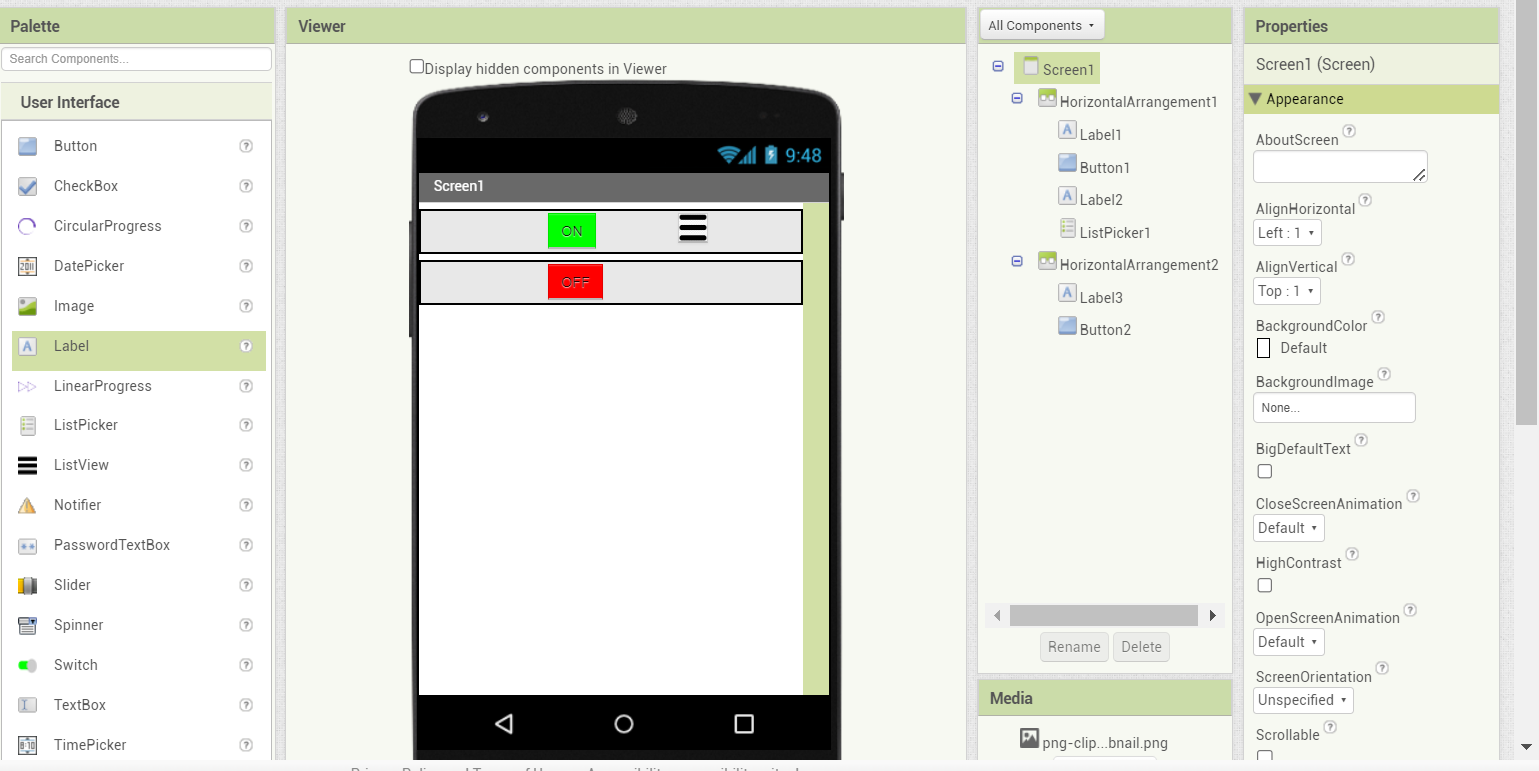 Palette
Search Components...
User Interface
Button
CheckBox
CircularProgress
DatePicker
Image
Label
LinearProgress
ListPicker
ListView
Notifier
PasswordTextBox
Slider
Spinner
Switch
TextBox
TimePicker
Viewer
Display hidden components in Viewer
9:48
Screen1
ON
OFF
All Components
Screen1
HorizontalArrangement1
Label1
Button1
Label2
ListPicker1
HorizontalArrangement2
Label3
Button2
Rename Delete
Media
png-clip...bnail.png
Properties
Screen1 (Screen)
Appearance
AboutScreen
AlignHorizontal
Left : 1
AlignVertical
Top : 1
BackgroundColor
Default
BackgroundImage
None...
BigDefaultText
CloseScreenAnimation
Default
HighContrast
OpenScreenAnimation
Default
ScreenOrientation
Unspecified
Scrollable